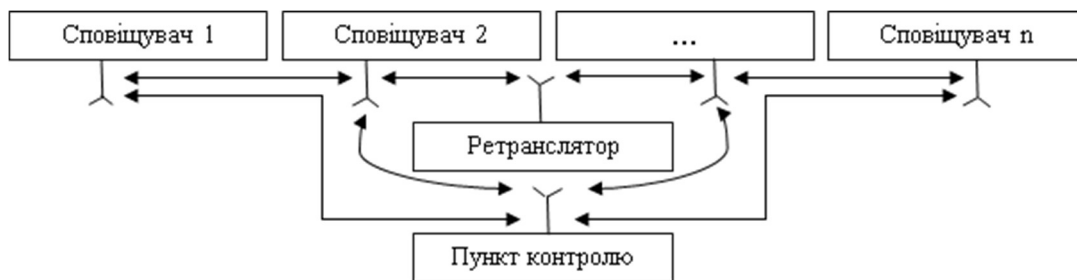 Сповіщувач 1
Сповіщувач 2
...
Сповіщувач n
Ретранслятор
Пункт контролю